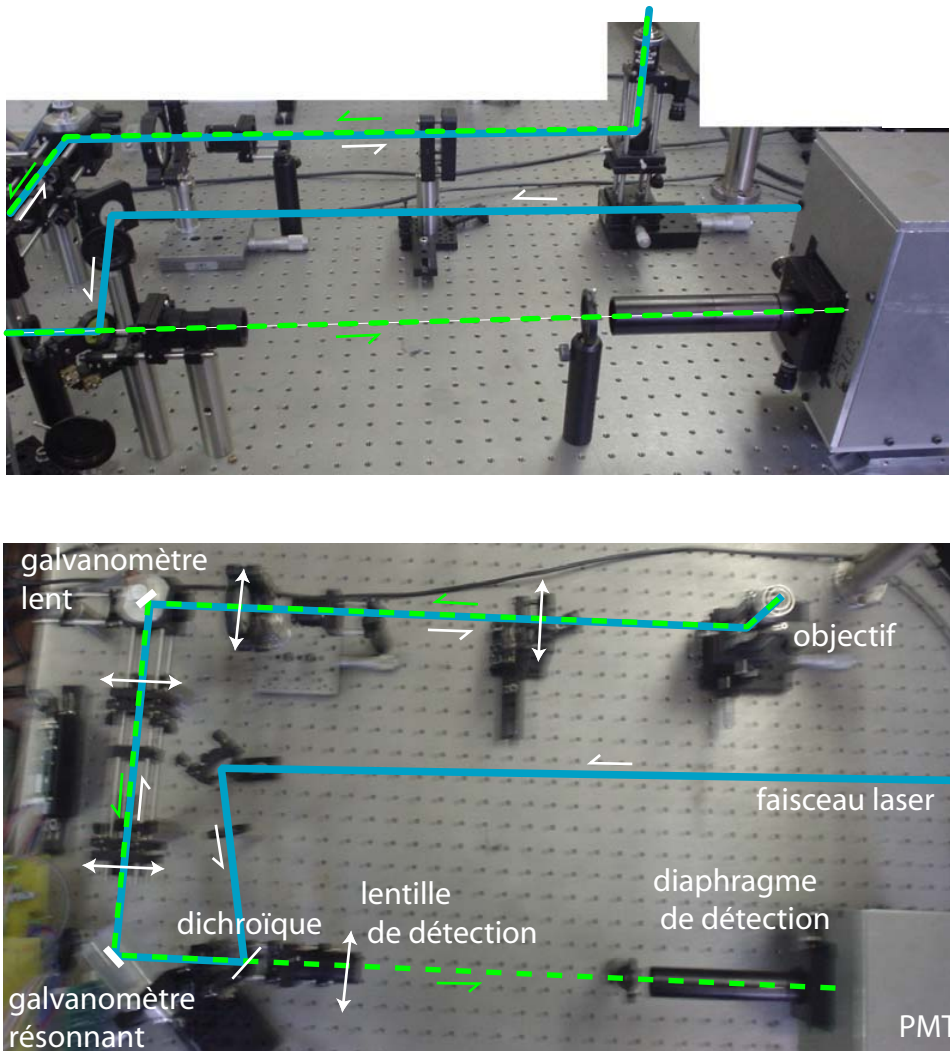 galvanomètre
lent
objectif
faisceau laser
diaphragme
de détection
lentille
de détection
dichroïque
galvanomètre
résonnant
PMT